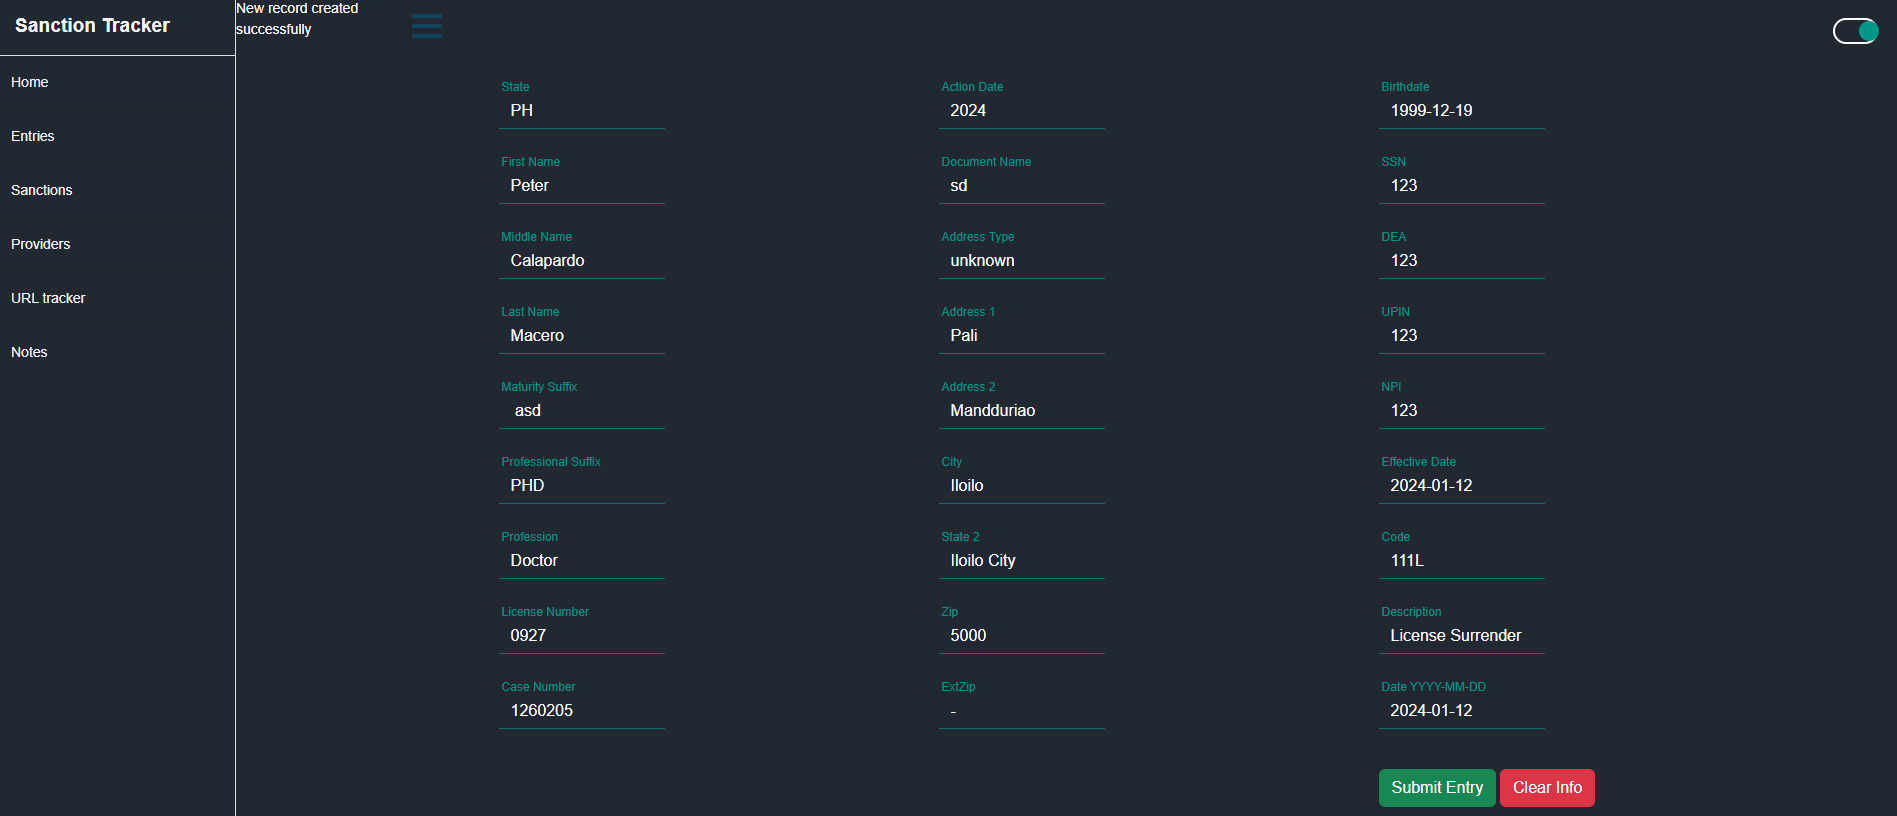 Sanction Tracker
New record created
successfully
Home
Entries
Sanctions
Providers
URL tracker
Notes
State
PH
First Name
Peter
Middle Name
Calapardo
Last Name
Macero
Maturity Suffix
asd
Professional Suffix
PHD
Profession
Doctor
License Number
0927
Case Number
1260205
Action Date
2024
Document Name
sd
Address Type
unknown
Address 1
Pali
Address 2
Mandduriao
City
Iloilo
State 2
Iloilo City
Zip
5000
ExtZip
-
Birthdate
1999-12-19
SSN
123
DEA
123
UPIN
123
NPI
123
Effective Date
2024-01-12
Code
111L
Description
License Surrender
Date YYYY-MM-DD
2024-01-12
Submit Entry
Clear Info